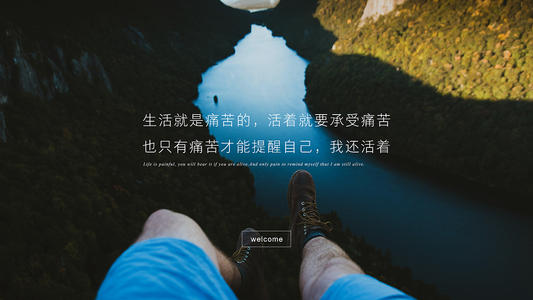 生活就是痛苦的，活着就要承受痛苦
也只有痛苦才能提醒自己，我还活着
Life is painful, you will bear it if you are alive.And only pain to remind myself that I am still alive.
welcome